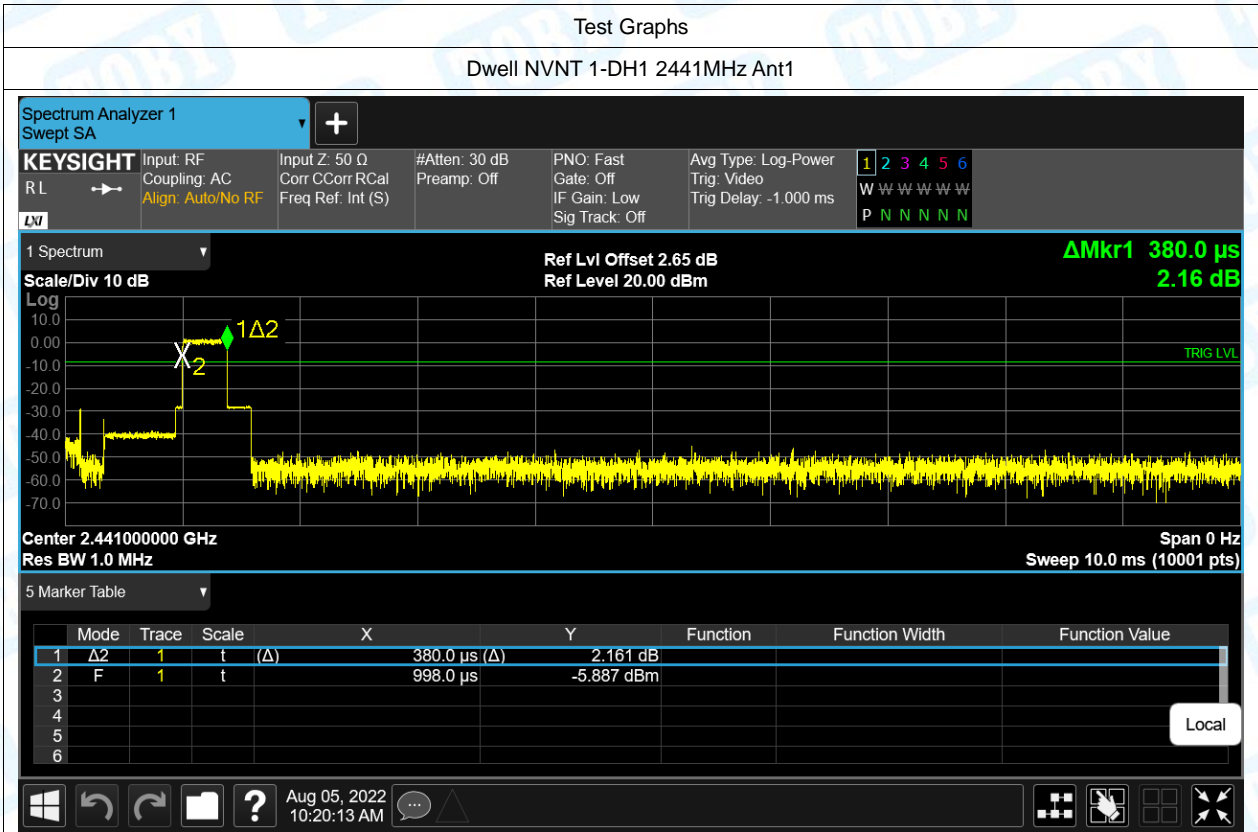 Test Graphs
Dwell NVNT 1-DH1 2441MHz Ant1
Spectrum Analyzer 1
Swept SA
KEYSIGHT
RL
LXI
Input: RF
Coupling: AC
Align: Auto/No RF
Input Z: 50 Ω
Corr CCorr RCal
Freq Ref: Int (S)
#Atten: 30 dB
Preamp: Off
PNO: Fast
Gate: Off
IF Gain: Low
Sig Track: Off
Avg Type: Log-Power
Trig: Video
Trig Delay: -1.000 ms
1 2 3 4 5 6
W W W W W W
P N N N N N
1 Spectrum
Scale/Div 10 dB
Ref Lvl Offset 2.65 dB
Ref Level 20.00 dBm
ΔMkr1 380.0 µs
2.16 dB
Log
10.0
0.00
-10.0
-20.0
-30.0
-40.0
-50.0
-60.0
-70.0
1Δ2
2
TRIG LVL
Center 2.441000000 GHz
Span 0 Hz
Res BW 1.0 MHz
Sweep 10.0 ms (10001 pts)
5 Marker Table
Mode Trace Scale X Y Function Function Width Function Value
1 Δ2 1 t (Δ) 380.0 µs (Δ) 2.161 dB
2 F 1 t 998.0 µs -5.887 dBm
3
4
5
6
Local
?
Aug 05, 2022
10:20:13 AM
TOBY